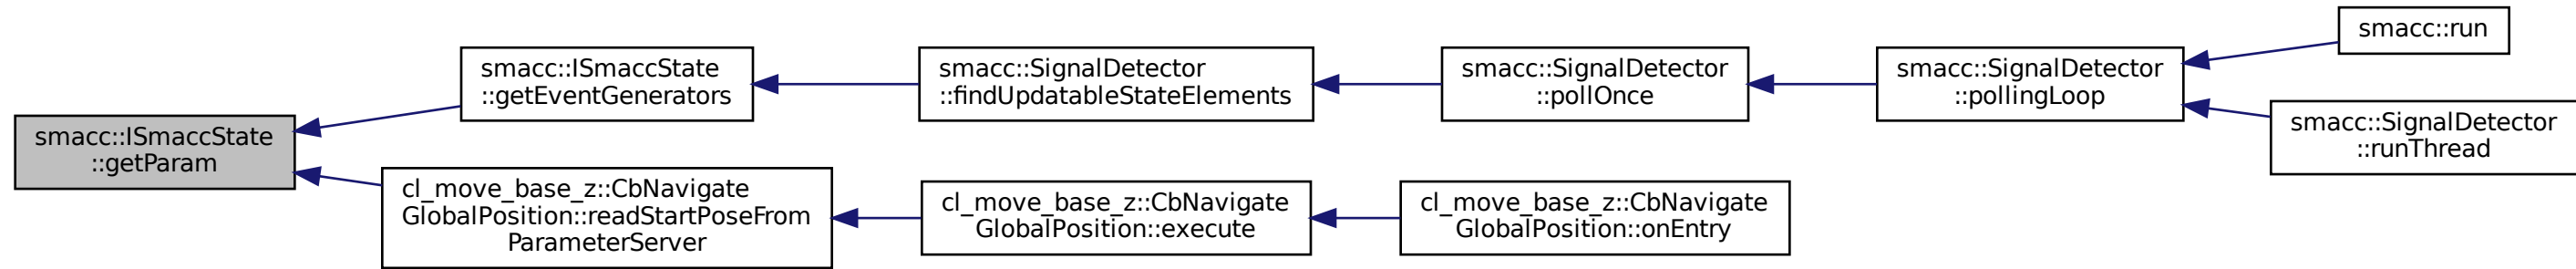 smacc::ISmaccState
::getParam
smacc::ISmaccState
::getEventGenerators
smacc::SignalDetector
::findUpdatableStateElements
smacc::SignalDetector
::pollOnce
smacc::SignalDetector
::pollingLoop
smacc::run
smacc::SignalDetector
::runThread
cl_move_base_z::CbNavigate
GlobalPosition::readStartPoseFrom
ParameterServer
cl_move_base_z::CbNavigate
GlobalPosition::execute
cl_move_base_z::CbNavigate
GlobalPosition::onEntry